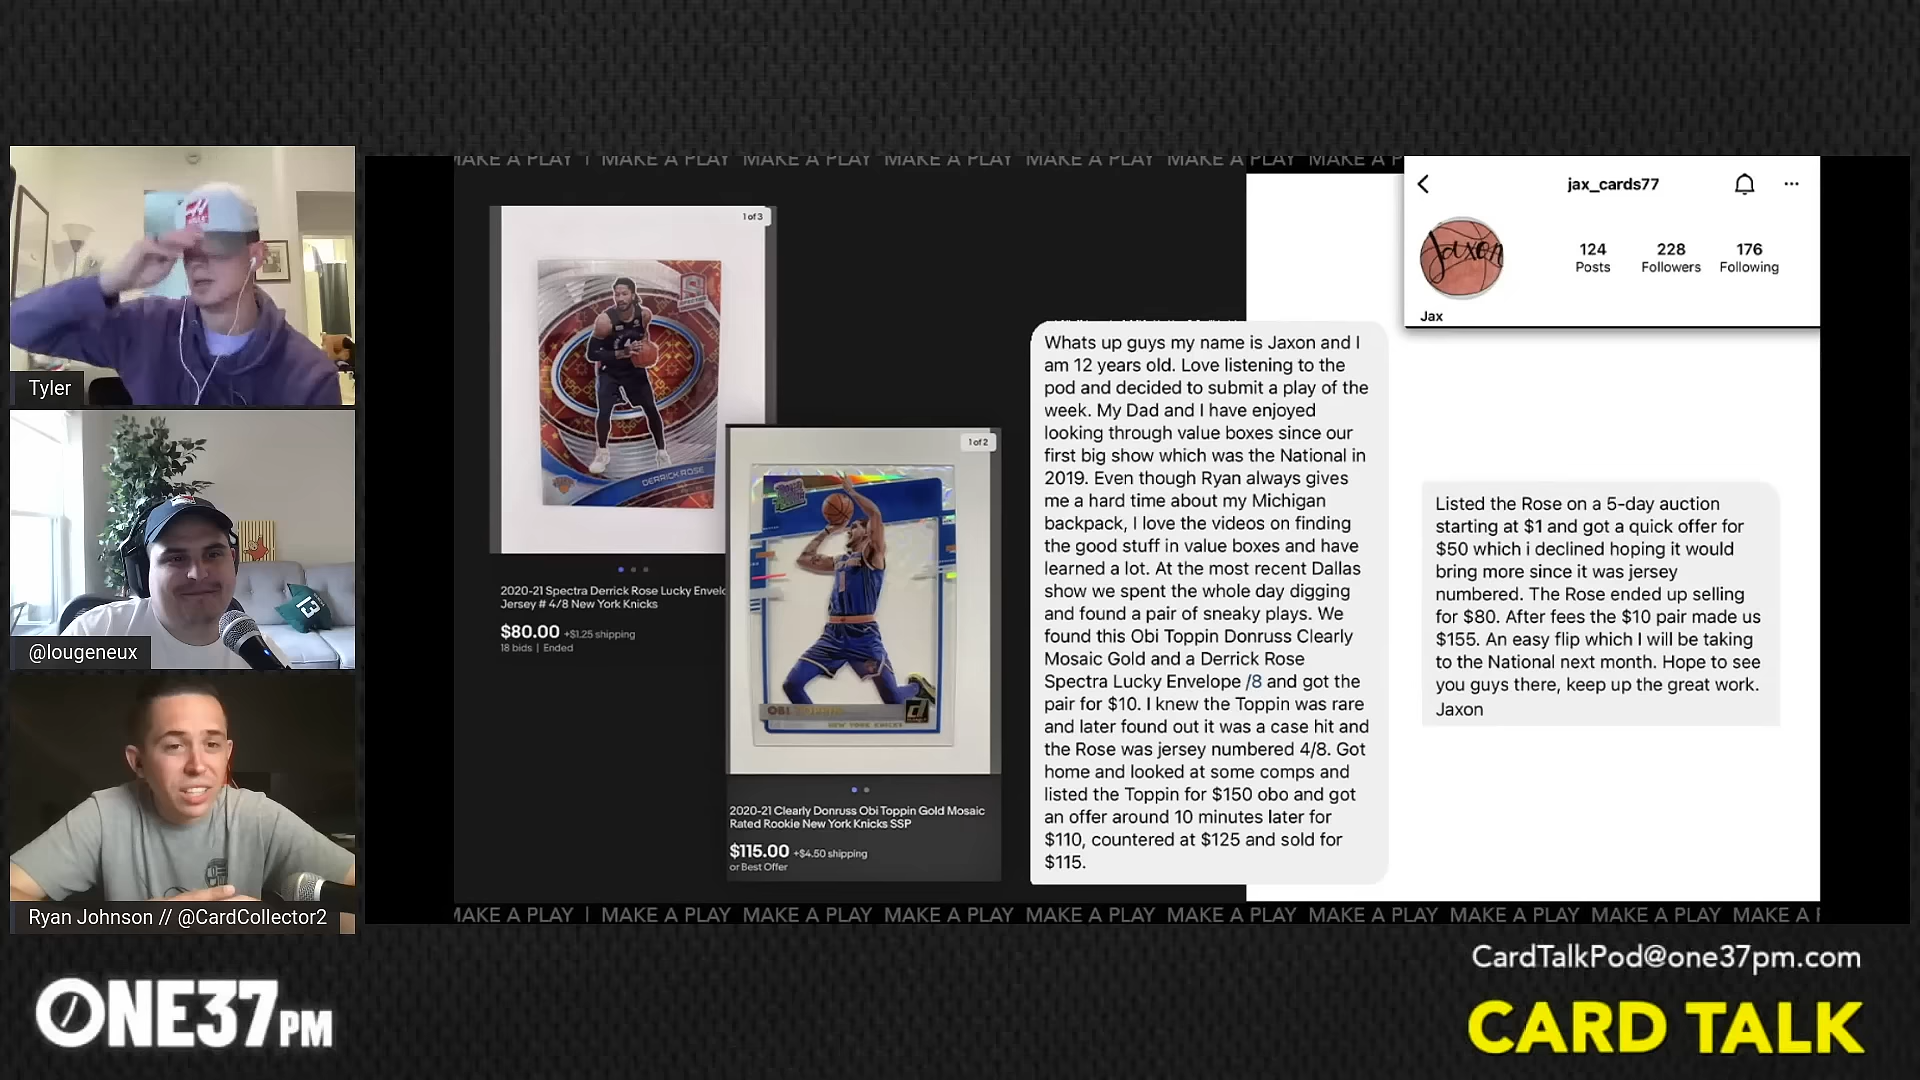 MAKE A PLAY | MAKE A PLAY MAKE A PLAY MAKE A PLAY MAKE A PLAY MAKE A PLAY MAKE A P
Tyler
@lougeneux
13
Ryan Johnson // @CardCollector2
1 of 3
DERRICK ROSE
2020-21 Spectra Derrick Rose Lucky Envelo
Jersey # 4/8 New York Knicks
$80.00 +$1.25 shipping
18 bids | Ended
1 of 2
NEW YORK KNICKS
2020-21 Clearly Donruss Obi Toppin Gold Mosaic
Rated Rookie New York Knicks SSP
$115.00 +$4.50 shipping
or Best Offer
Whats up guys my name is Jaxon and I
am 12 years old. Love listening to the
pod and decided to submit a play of the
week. My Dad and I have enjoyed
looking through value boxes since our
first big show which was the National in
2019. Even though Ryan always gives
me a hard time about my Michigan
backpack, I love the videos on finding
the good stuff in value boxes and have
learned a lot. At the most recent Dallas
show we spent the whole day digging
and found a pair of sneaky plays. We
found this Obi Toppin Donruss Clearly
Mosaic Gold and a Derrick Rose
Spectra Lucky Envelope /8 and got the
pair for $10. I knew the Toppin was rare
and later found out it was a case hit and
the Rose was jersey numbered 4/8. Got
home and looked at some comps and
listed the Toppin for $150 obo and got
an offer around 10 minutes later for
$110, countered at $125 and sold for
$115.
jax_cards77
Jaxon
124 228 176
Posts Followers Following
Jax
Listed the Rose on a 5-day auction
starting at $1 and got a quick offer for
$50 which i declined hoping it would
bring more since it was jersey
numbered. The Rose ended up selling
for $80. After fees the $10 pair made us
$155. An easy flip which I will be taking
to the National next month. Hope to see
you guys there, keep up the great work.
Jaxon
MAKE A PLAY | MAKE A PLAY MAKE A PLAY MAKE A PLAY MAKE A PLAY MAKE A PLAY MAKE A PLAY MAKE A PLAY MAKE A PLAY MAKE A P
ONE37PM
CardTalkPod@one37pm.com
CARD TALK